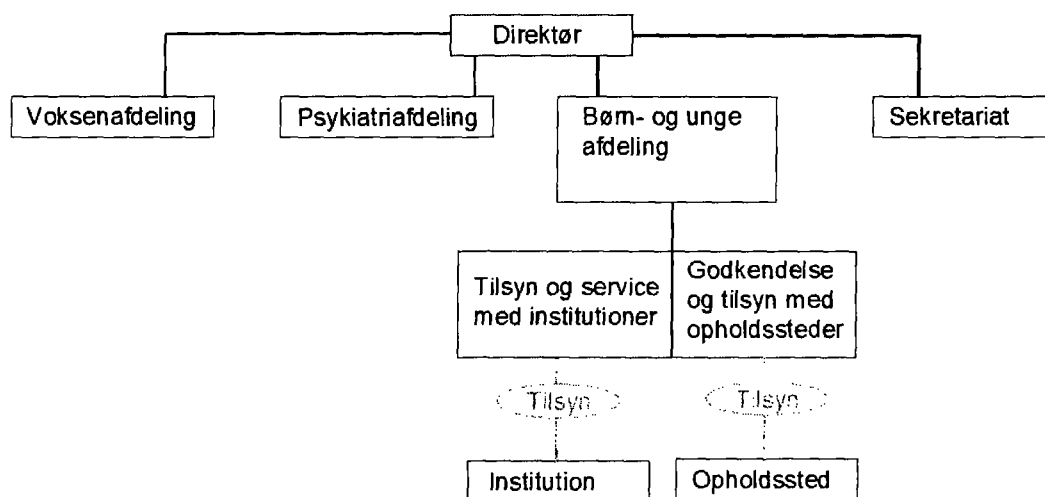 Direktør
Voksenafdeling
Psykiatriafdeling
Børn- og unge
afdeling
Sekretariat
Tilsyn og service
med institutioner
Godkendelse
og tilsyn med
opholdssteder
Tilsyn
Tilsyn
Institution
Opholdssted